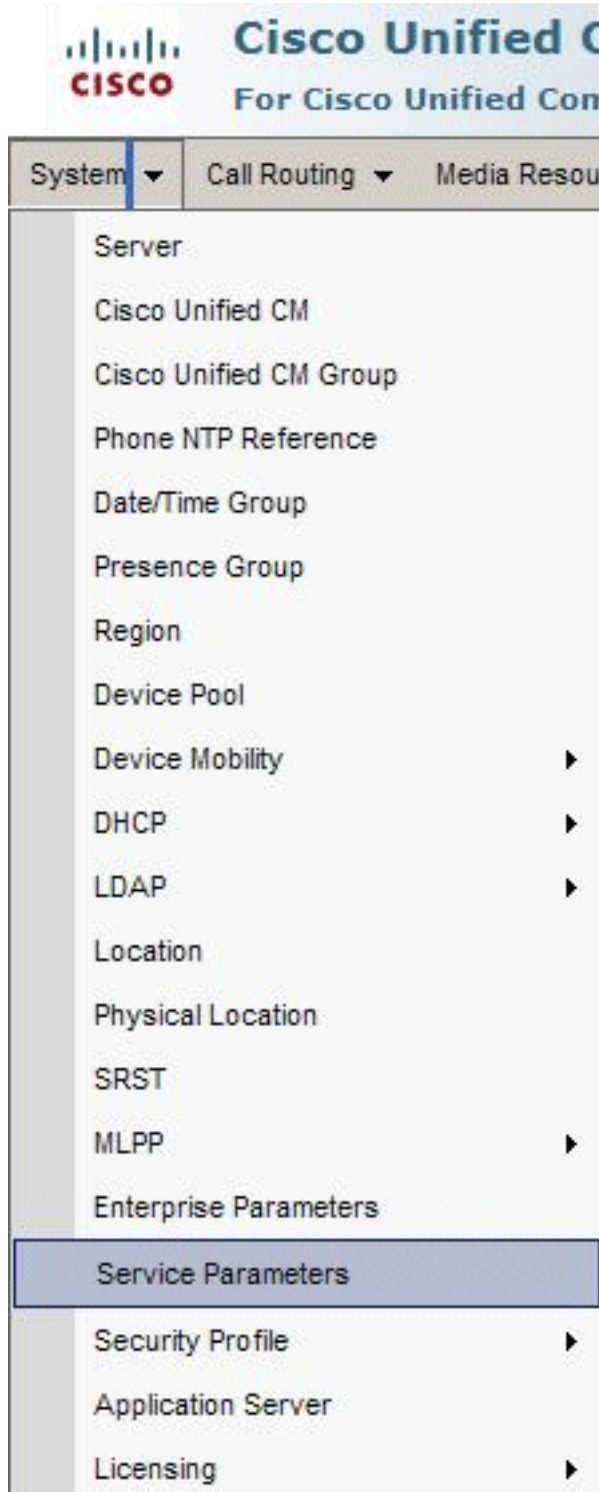 CISCO
Cisco Unified C
For Cisco Unified Con
System Call Routing Media Resou
Server
Cisco Unified CM
Cisco Unified CM Group
Phone NTP Reference
Date/Time Group
Presence Group
Region
Device Pool
Device Mobility
DHCP
LDAP
Location
Physical Location
SRST
MLPP
Enterprise Parameters
Service Parameters
Security Profile
Application Server
Licensing